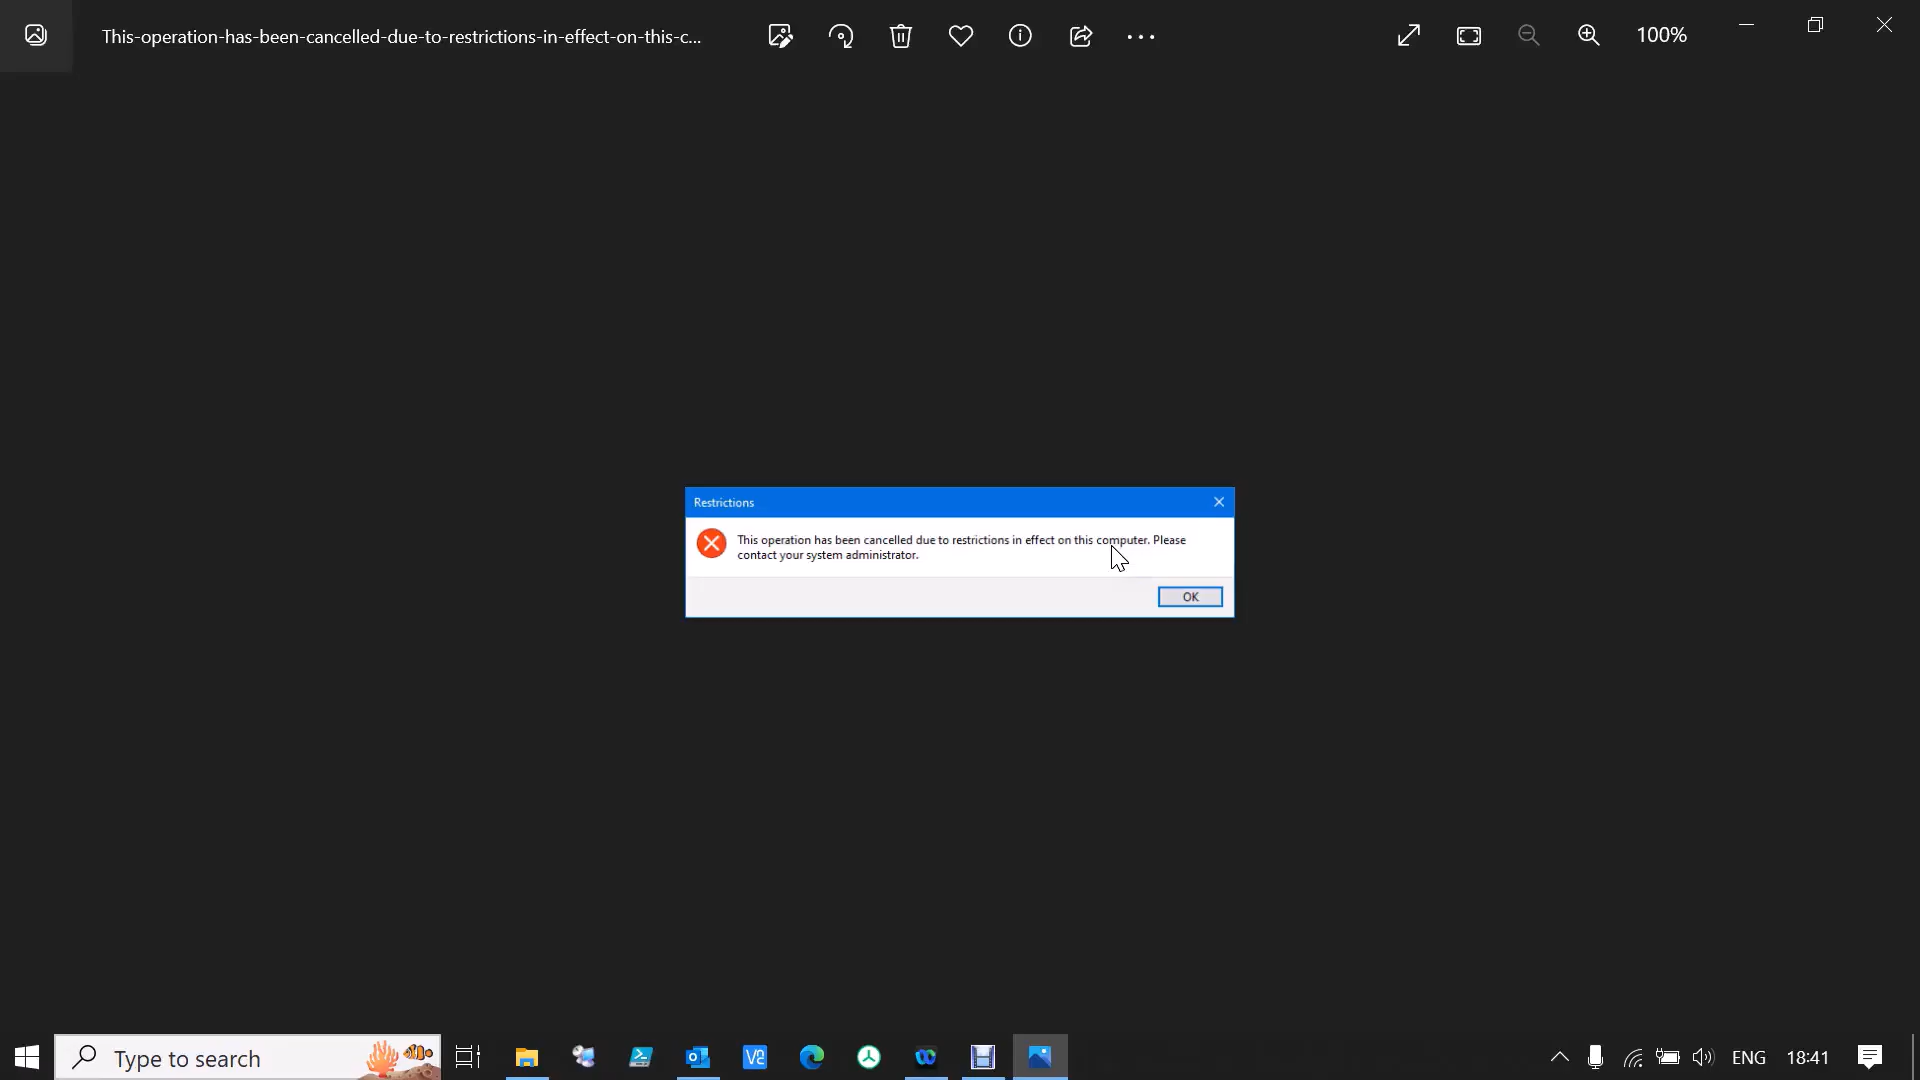 This-operation-has-been-cancelled-due-to-restrictions-in-effect-on-this-c...
100%
Restrictions
This operation has been cancelled due to restrictions in effect on this computer. Please
contact your system administrator.
OK
Type to search
ENG
18:41